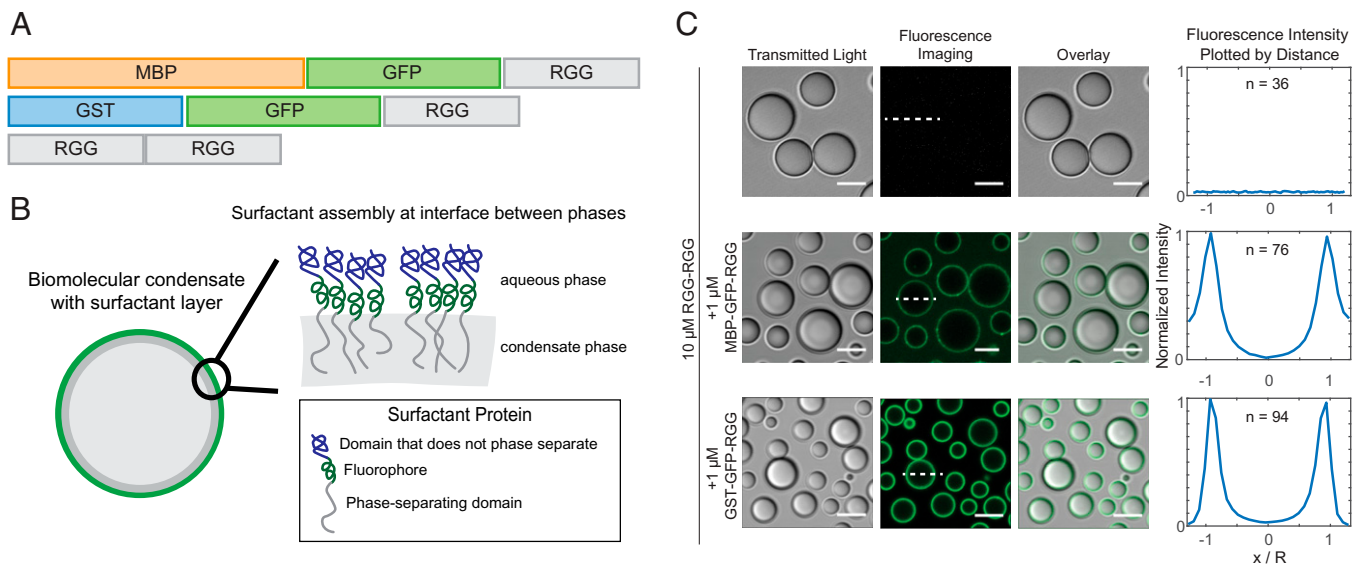 A
MBP GFP RGG
GST GFP RGG
RGG RGG
B
Surfactant assembly at interface between phases
Biomolecular condensate
with surfactant layer
aqueous phase
condensate phase
Surfactant Protein
Domain that does not phase separate
Fluorophore
Phase-separating domain
C
Transmitted Light
Fluorescence
Imaging
Overlay
Fluorescence Intensity
Plotted by Distance
10 µM RGG-RGG
+1 µM
MBP-GFP-RGG
+1 µM
GST-GFP-RGG
Normalized Intensity
1
n = 36
0
-1 0 1
1
n = 76
0
-1 0 1
1
n = 94
0
-1 0 1
x / R